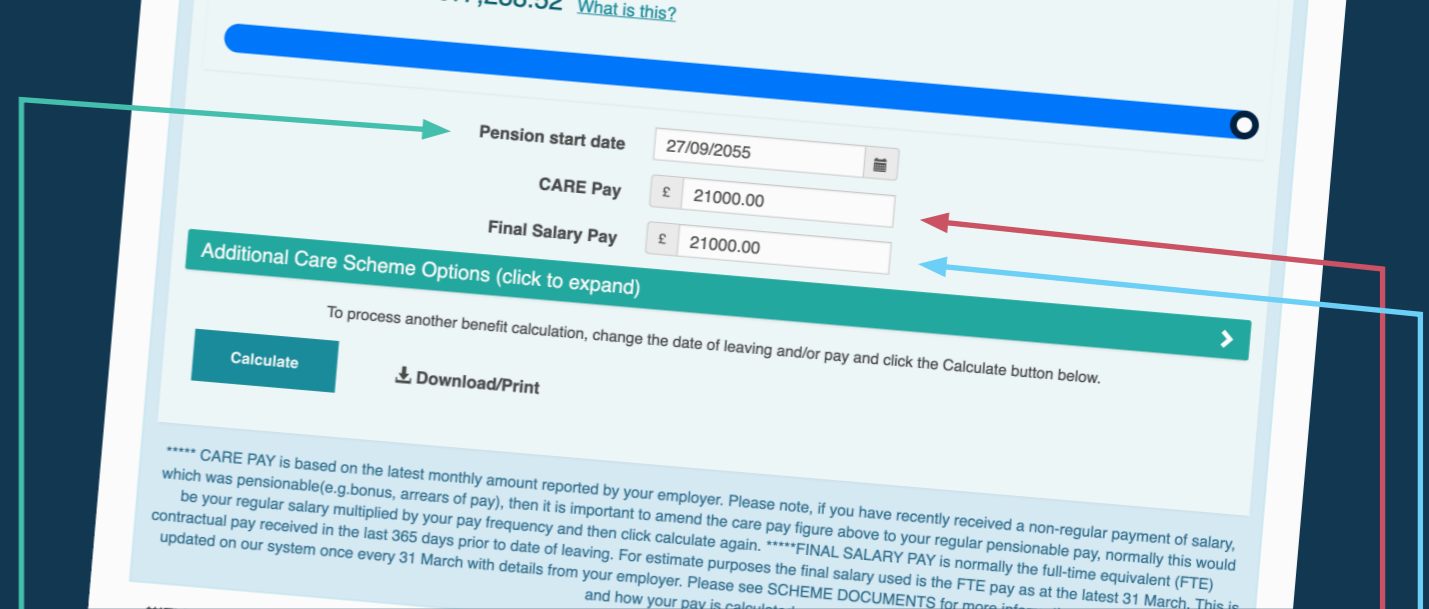 What is this?
Pension start date 27/09/2055
CARE Pay £ 21000.00
Final Salary Pay £ 21000.00
Additional Care Scheme Options (click to expand)
To process another benefit calculation, change the date of leaving and/or pay and click the Calculate button below.
Calculate Download/Print
***** CARE PAY is based on the latest monthly amount reported by your employer. Please note, if you have recently received a non-regular payment of salary,
which was pensionable(e.g.bonus, arrears of pay), then it is important to amend the care pay figure above to your regular pensionable pay, normally this would
be your regular salary multiplied by your pay frequency and then click calculate again. *****FINAL SALARY PAY is normally the full-time equivalent (FTE)
contractual pay received in the last 365 days prior to date of leaving. For estimate purposes the final salary used is the FTE pay as at the latest 31 March. This is
updated on our system once every 31 March with details from your employer. Please see SCHEME DOCUMENTS for more
and how your pay is calculated